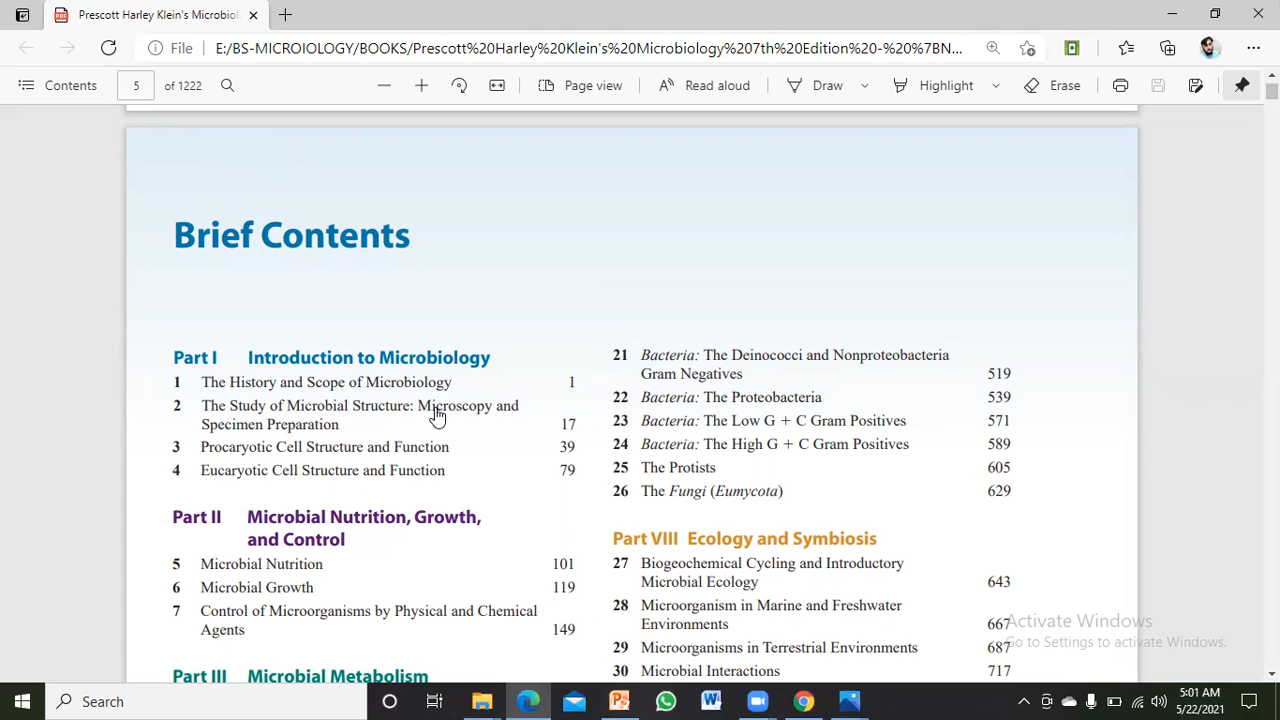 Prescott Harley Klein's Microbiol
File
E:/BS-MICROIOLOGY/BOOKS/Prescott%20Harley%20Klein's%20Microbiology%207th%20Edition%20-%20%7BN...
Contents
5
of 1222
Page view
Read aloud
Draw
Highlight
Erase
Brief Contents
Part I Introduction to Microbiology
1 The History and Scope of Microbiology 1
2 The Study of Microbial Structure: Microscopy and
Specimen Preparation 17
3 Procaryotic Cell Structure and Function 39
4 Eucaryotic Cell Structure and Function 79
Part II Microbial Nutrition, Growth,
and Control
5 Microbial Nutrition 101
6 Microbial Growth 119
7 Control of Microorganisms by Physical and Chemical
Agents 149
Part III Microbial Metabolism
21 Bacteria: The Deinococci and Nonproteobacteria
Gram Negatives 519
22 Bacteria: The Proteobacteria 539
23 Bacteria: The Low G + C Gram Positives 571
24 Bacteria: The High G + C Gram Positives 589
25 The Protists 605
26 The Fungi (Eumycota) 629
Part VIII Ecology and Symbiosis
27 Biogeochemical Cycling and Introductory
Microbial Ecology 643
28 Microorganism in Marine and Freshwater
Environments 667
29 Microorganisms in Terrestrial Environments 687
30 Microbial Interactions 717
Activate Windows
Go to Settings to activate Windows.
Search
5:01 AM
5/22/2021